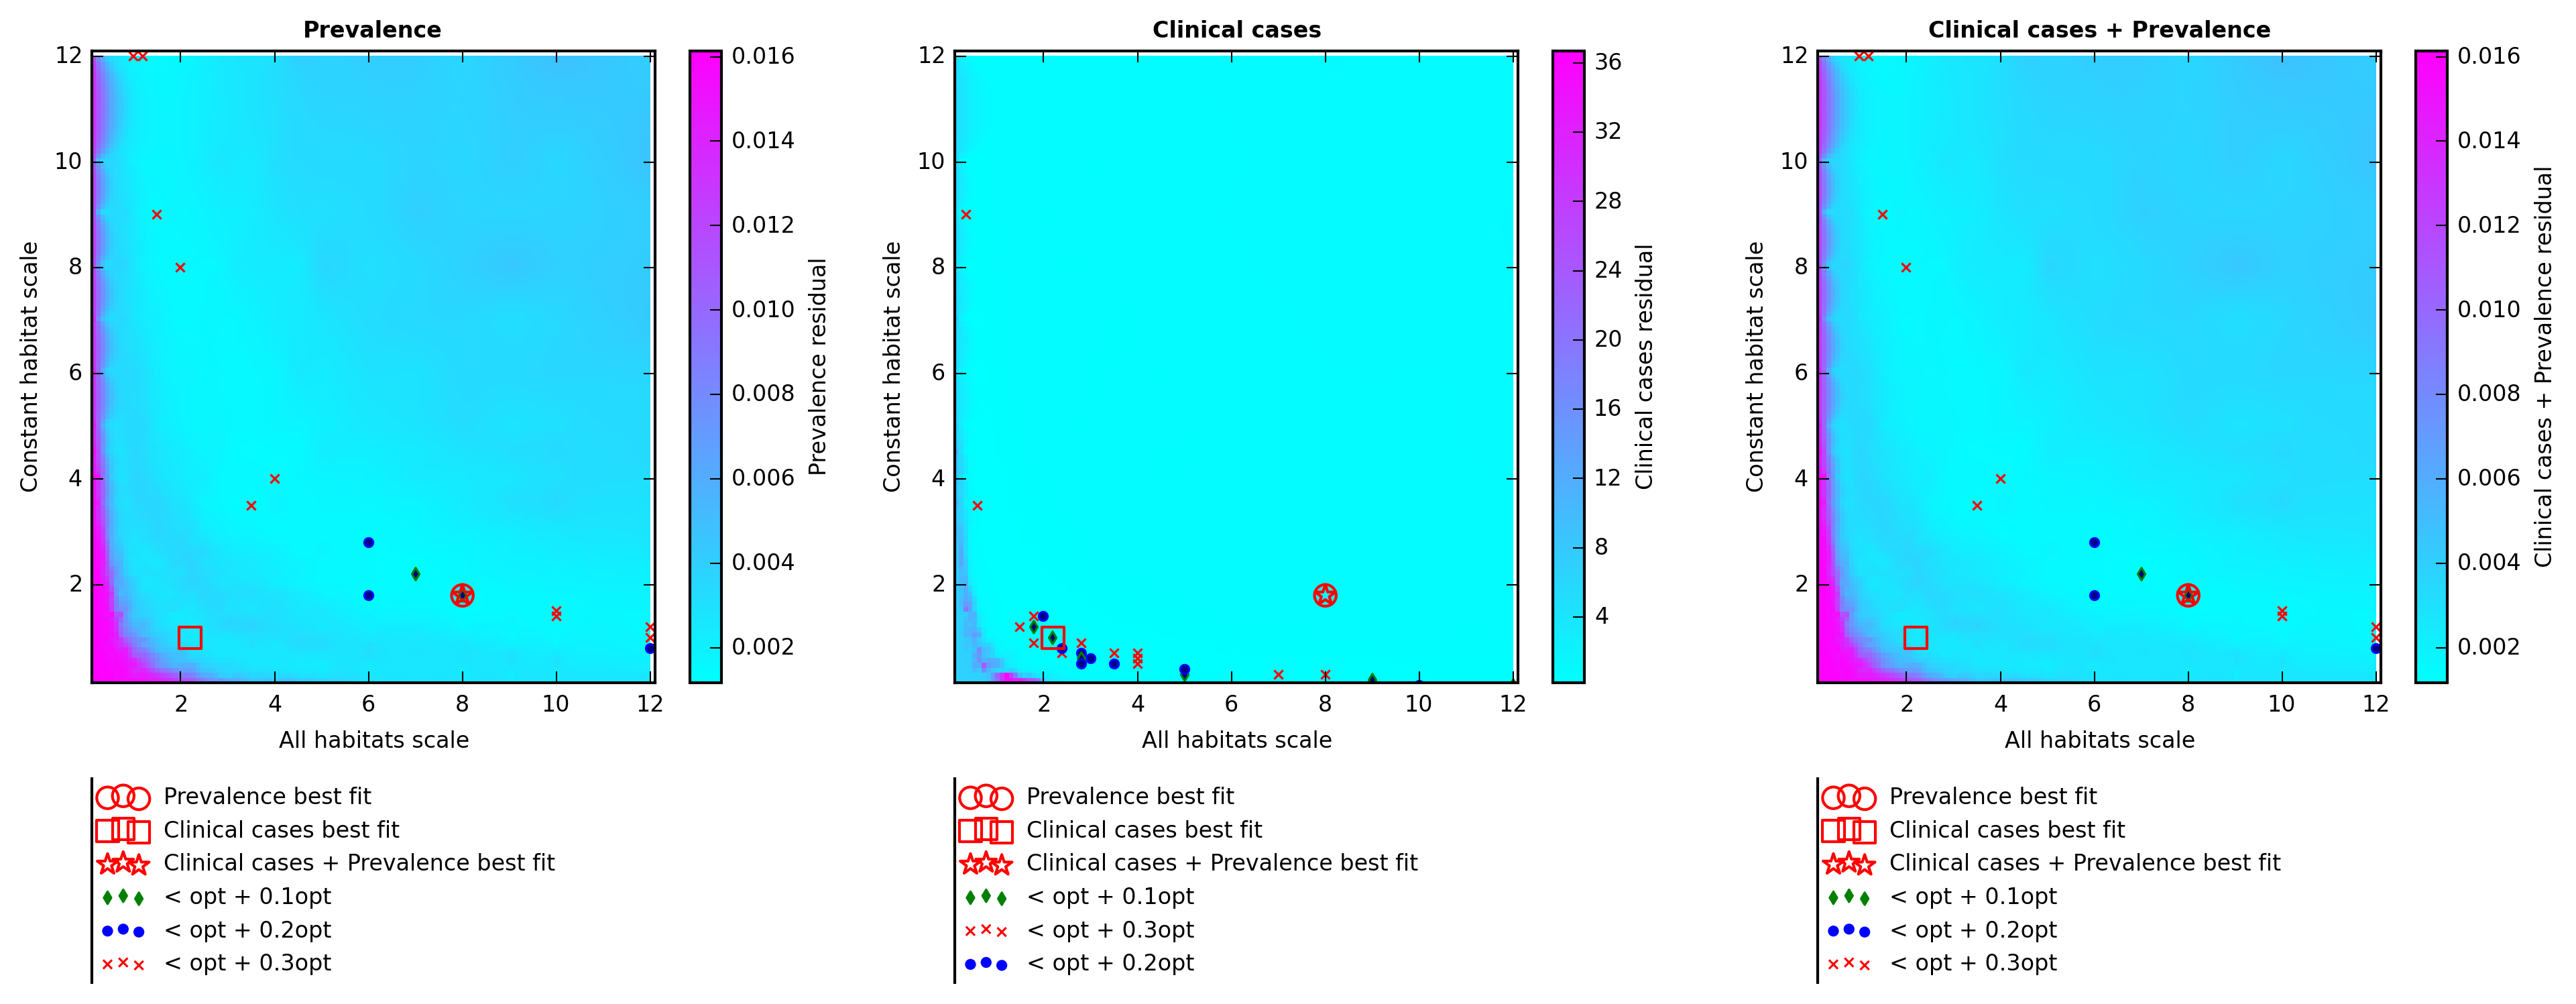 Prevalence
12
10
8
6
4
2
2 4 6 8 10 12
Constant habitat scale
All habitats scale
0.016
0.014
0.012
0.010
0.008
0.006
0.004
0.002
Prevalence residual
Prevalence best fit
Clinical cases best fit
Clinical cases + Prevalence best fit
< opt + 0.1opt
< opt + 0.2opt
< opt + 0.3opt
Clinical cases
12
10
8
6
4
2
2 4 6 8 10 12
Constant habitat scale
All habitats scale
36
32
28
24
20
16
12
8
4
Clinical cases residual
Prevalence best fit
Clinical cases best fit
Clinical cases + Prevalence best fit
< opt + 0.1opt
< opt + 0.3opt
< opt + 0.2opt
Clinical cases + Prevalence
12
10
8
6
4
2
2 4 6 8 10 12
Constant habitat scale
All habitats scale
0.016
0.014
0.012
0.010
0.008
0.006
0.004
0.002
Clinical cases + Prevalence residual
Prevalence best fit
Clinical cases best fit
Clinical cases + Prevalence best fit
< opt + 0.1opt
< opt + 0.2opt
< opt + 0.3opt